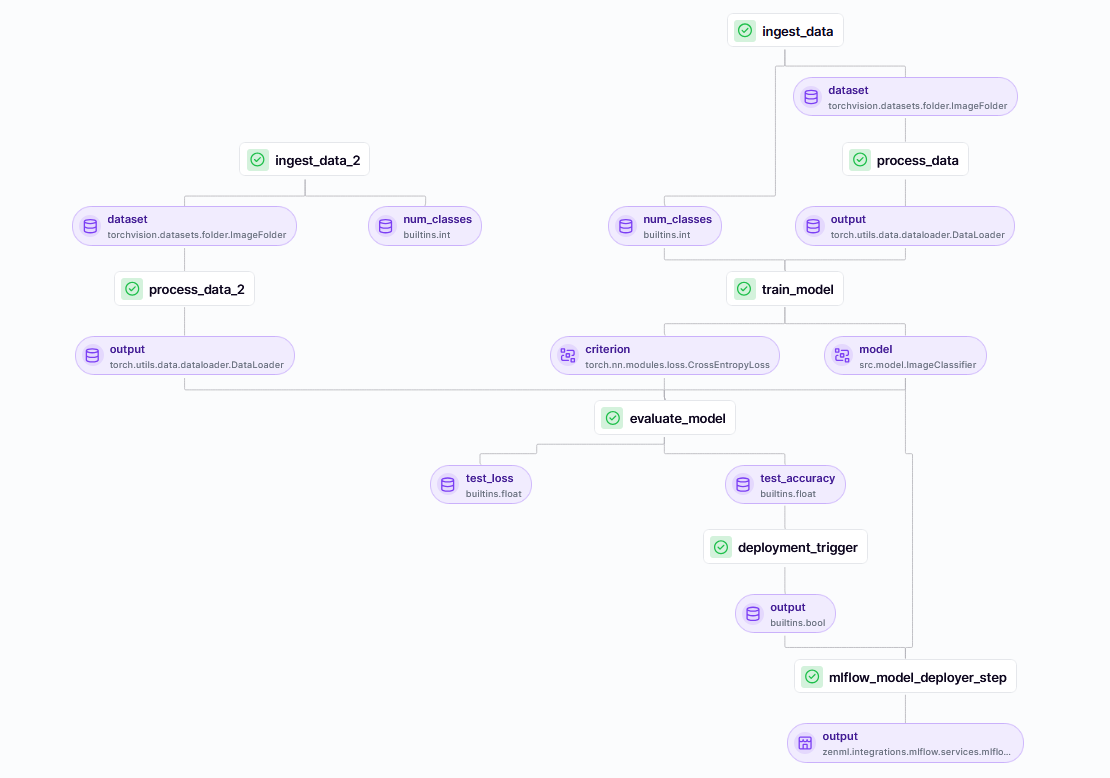 ingest_data
dataset
torchvision.datasets.folder.ImageFolder
ingest_data_2
process_data
dataset
torchvision.datasets.folder.ImageFolder
num_classes
builtins.int
num_classes
builtins.int
output
torch.utils.data.dataloader.DataLoader
process_data_2
train_model
output
torch.utils.data.dataloader.DataLoader
criterion
torch.nn.modules.loss.CrossEntropyLoss
model
src.model.ImageClassifier
evaluate_model
test_loss
builtins.float
test_accuracy
builtins.float
deployment_trigger
output
builtins.bool
mlflow_model_deployer_step
output
zenml.integrations.mlflow.services.mlflo...